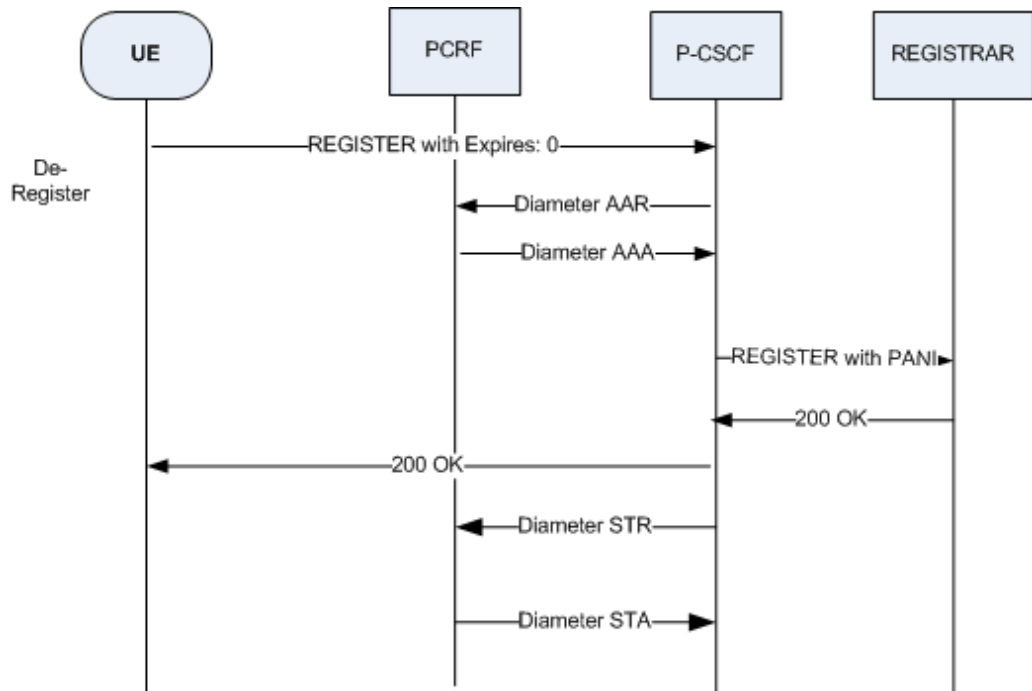 UE
PCRF
P-CSCF
REGISTRAR
De-
Register
REGISTER with Expires: 0
Diameter AAR
Diameter AAA
REGISTER with PANI
200 OK
200 OK
Diameter STR
Diameter STA